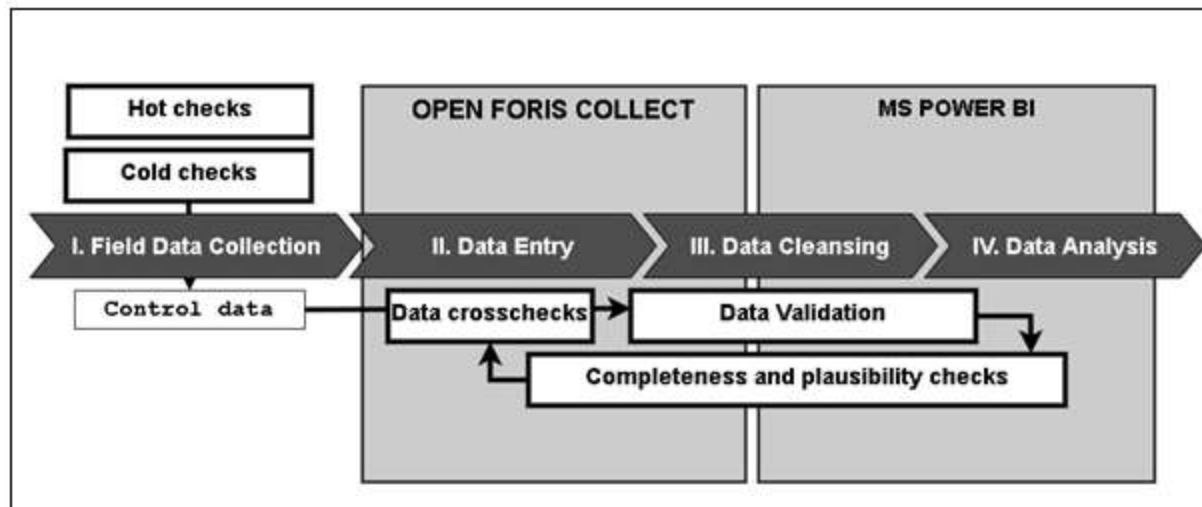 Hot checks
OPEN FORIS COLLECT
MS POWER BI
Cold checks
I. Field Data Collection
II. Data Entry
III. Data Cleansing
IV. Data Analysis
Control data
Data crosschecks
Data Validation
Completeness and plausibility checks